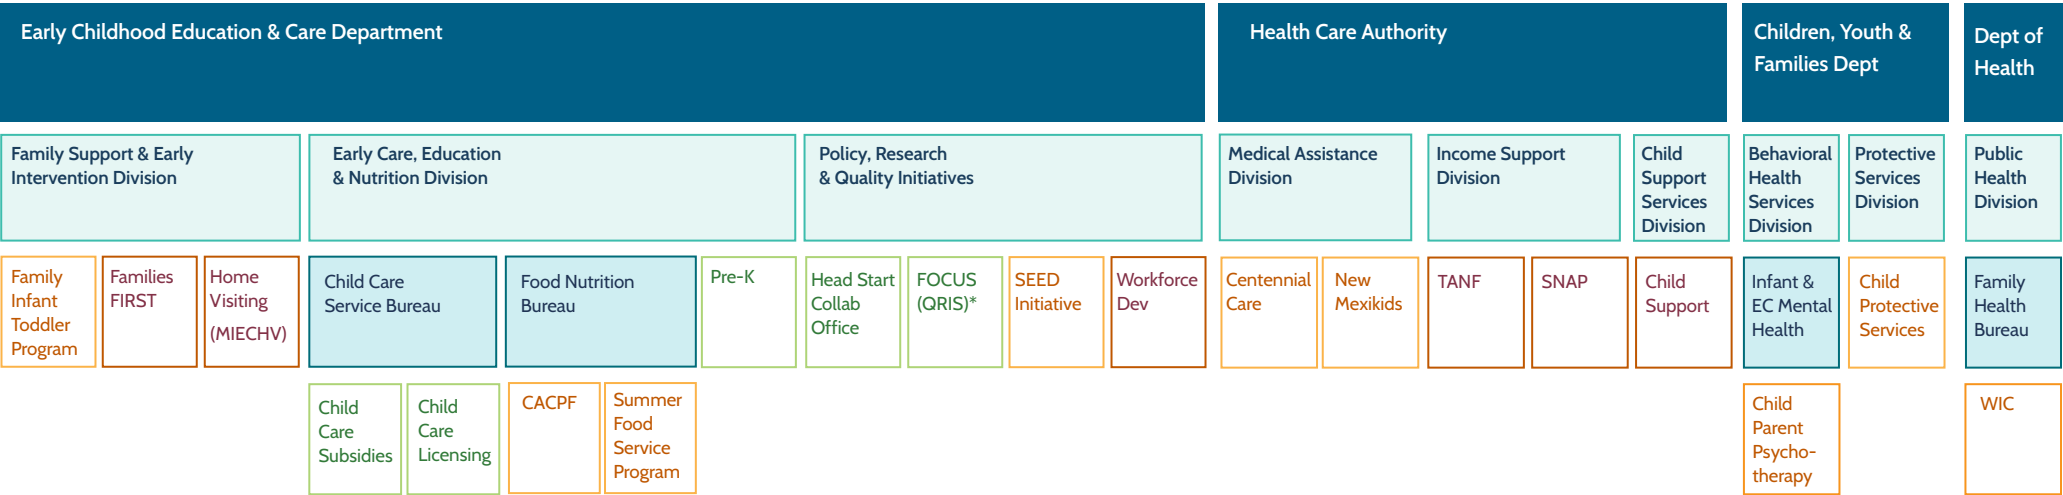 Early Childhood Education & Care Department
Health Care Authority
Children, Youth &
Families Dept
Dept of
Health
Family Support & Early
Intervention Division
Early Care, Education
& Nutrition Division
Policy, Research
& Quality Initiatives
Medical Assistance
Division
Income Support
Division
Child
Support
Services
Division
Behavioral
Health
Services
Division
Protective
Services
Division
Public
Health
Division
Family
Infant
Toddler
Program
Families
FIRST
Home
Visiting
(MIECHV)
Child Care
Service Bureau
Food Nutrition
Bureau
Pre-K
Head Start
Collab
Office
FOCUS
(QRIS)*
SEED
Initiative
Workforce
Dev
Centennial
Care
New
Mexikids
TANF
SNAP
Child
Support
Infant &
EC Mental
Health
Child
Protective
Services
Family
Health
Bureau
Child
Care
Subsidies
Child
Care
Licensing
CACPF
Summer
Food
Service
Program
Child
Parent
Psycho-
therapy
WIC